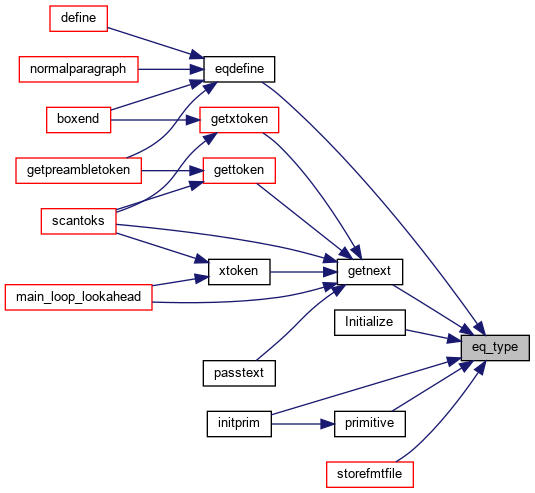 define
normalparagraph
eqdefine
boxend
getxtoken
getpreambletoken
gettoken
scantoks
xtoken
getnext
main_loop_lookahead
Initialize
eq_type
passtext
initprim
primitive
storefmtfile